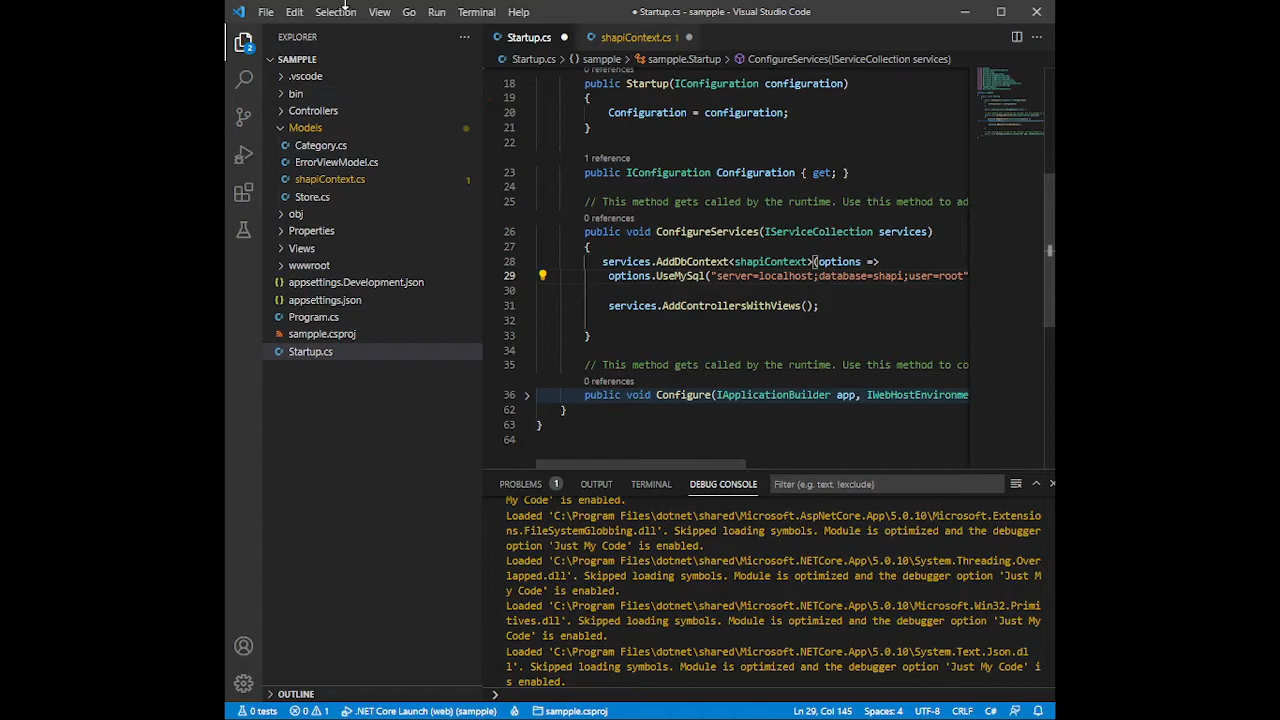 File Edit Selection View Go Run Terminal Help ● Startup.cs - sampple - Visual Studio Code
EXPLORER
Startup.cs
shapiContext.cs 1
2
SAMPPLE
Startup.cs > {} sampple > sampple.Startup > ConfigureServices(IServiceCollection services)
.vscode
bin
Controllers
Models
Category.cs
ErrorViewModel.cs
shapiContext.cs 1
Store.cs
obj
Properties
Views
wwwroot
appsettings.Development.json
appsettings.json
Program.cs
sampple.csproj
Startup.cs
OUTLINE
0 references
18 public Startup(IConfiguration configuration)
19 {
20 Configuration = configuration;
21 }
22
1 reference
23 public IConfiguration Configuration { get; }
24
25 // This method gets called by the runtime. Use this method to ad
0 references
26 public void ConfigureServices(IServiceCollection services)
27 {
28 services.AddDbContext<shapiContext>(options =>
29 options.UseMySql("server=localhost;database=shapi;user=root"
30
31 services.AddControllersWithViews();
32
33 }
34
35 // This method gets called by the runtime. Use this method to co
0 references
36 public void Configure(IApplicationBuilder app, IWebHostEnvironme
62 }
63 }
64
PROBLEMS 1 OUTPUT TERMINAL DEBUG CONSOLE Filter (e.g. text, !exclude)
My Code' is enabled.
Loaded 'C:\Program Files\dotnet\shared\Microsoft.AspNetCore.App\5.0.10\Microsoft.Extensio
ns.FileSystemGlobbing.dll'. Skipped loading symbols. Module is optimized and the debugger
option 'Just My Code' is enabled.
Loaded 'C:\Program Files\dotnet\shared\Microsoft.NETCore.App\5.0.10\System.Threading.Over
lapped.dll'. Skipped loading symbols. Module is optimized and the debugger option 'Just M
y Code' is enabled.
Loaded 'C:\Program Files\dotnet\shared\Microsoft.NETCore.App\5.0.10\Microsoft.Win32.Primi
tives.dll'. Skipped loading symbols. Module is optimized and the debugger option 'Just My
Code' is enabled.
Loaded 'C:\Program Files\dotnet\shared\Microsoft.NETCore.App\5.0.10\System.Text.Json.dl
l'. Skipped loading symbols. Module is optimized and the debugger option 'Just My Code' i
s enabled.
0 tests 0 1 .NET Core Launch (web) (sampple) sampple.csproj Ln 29, Col 145 Spaces: 4 UTF-8 CRLF C#